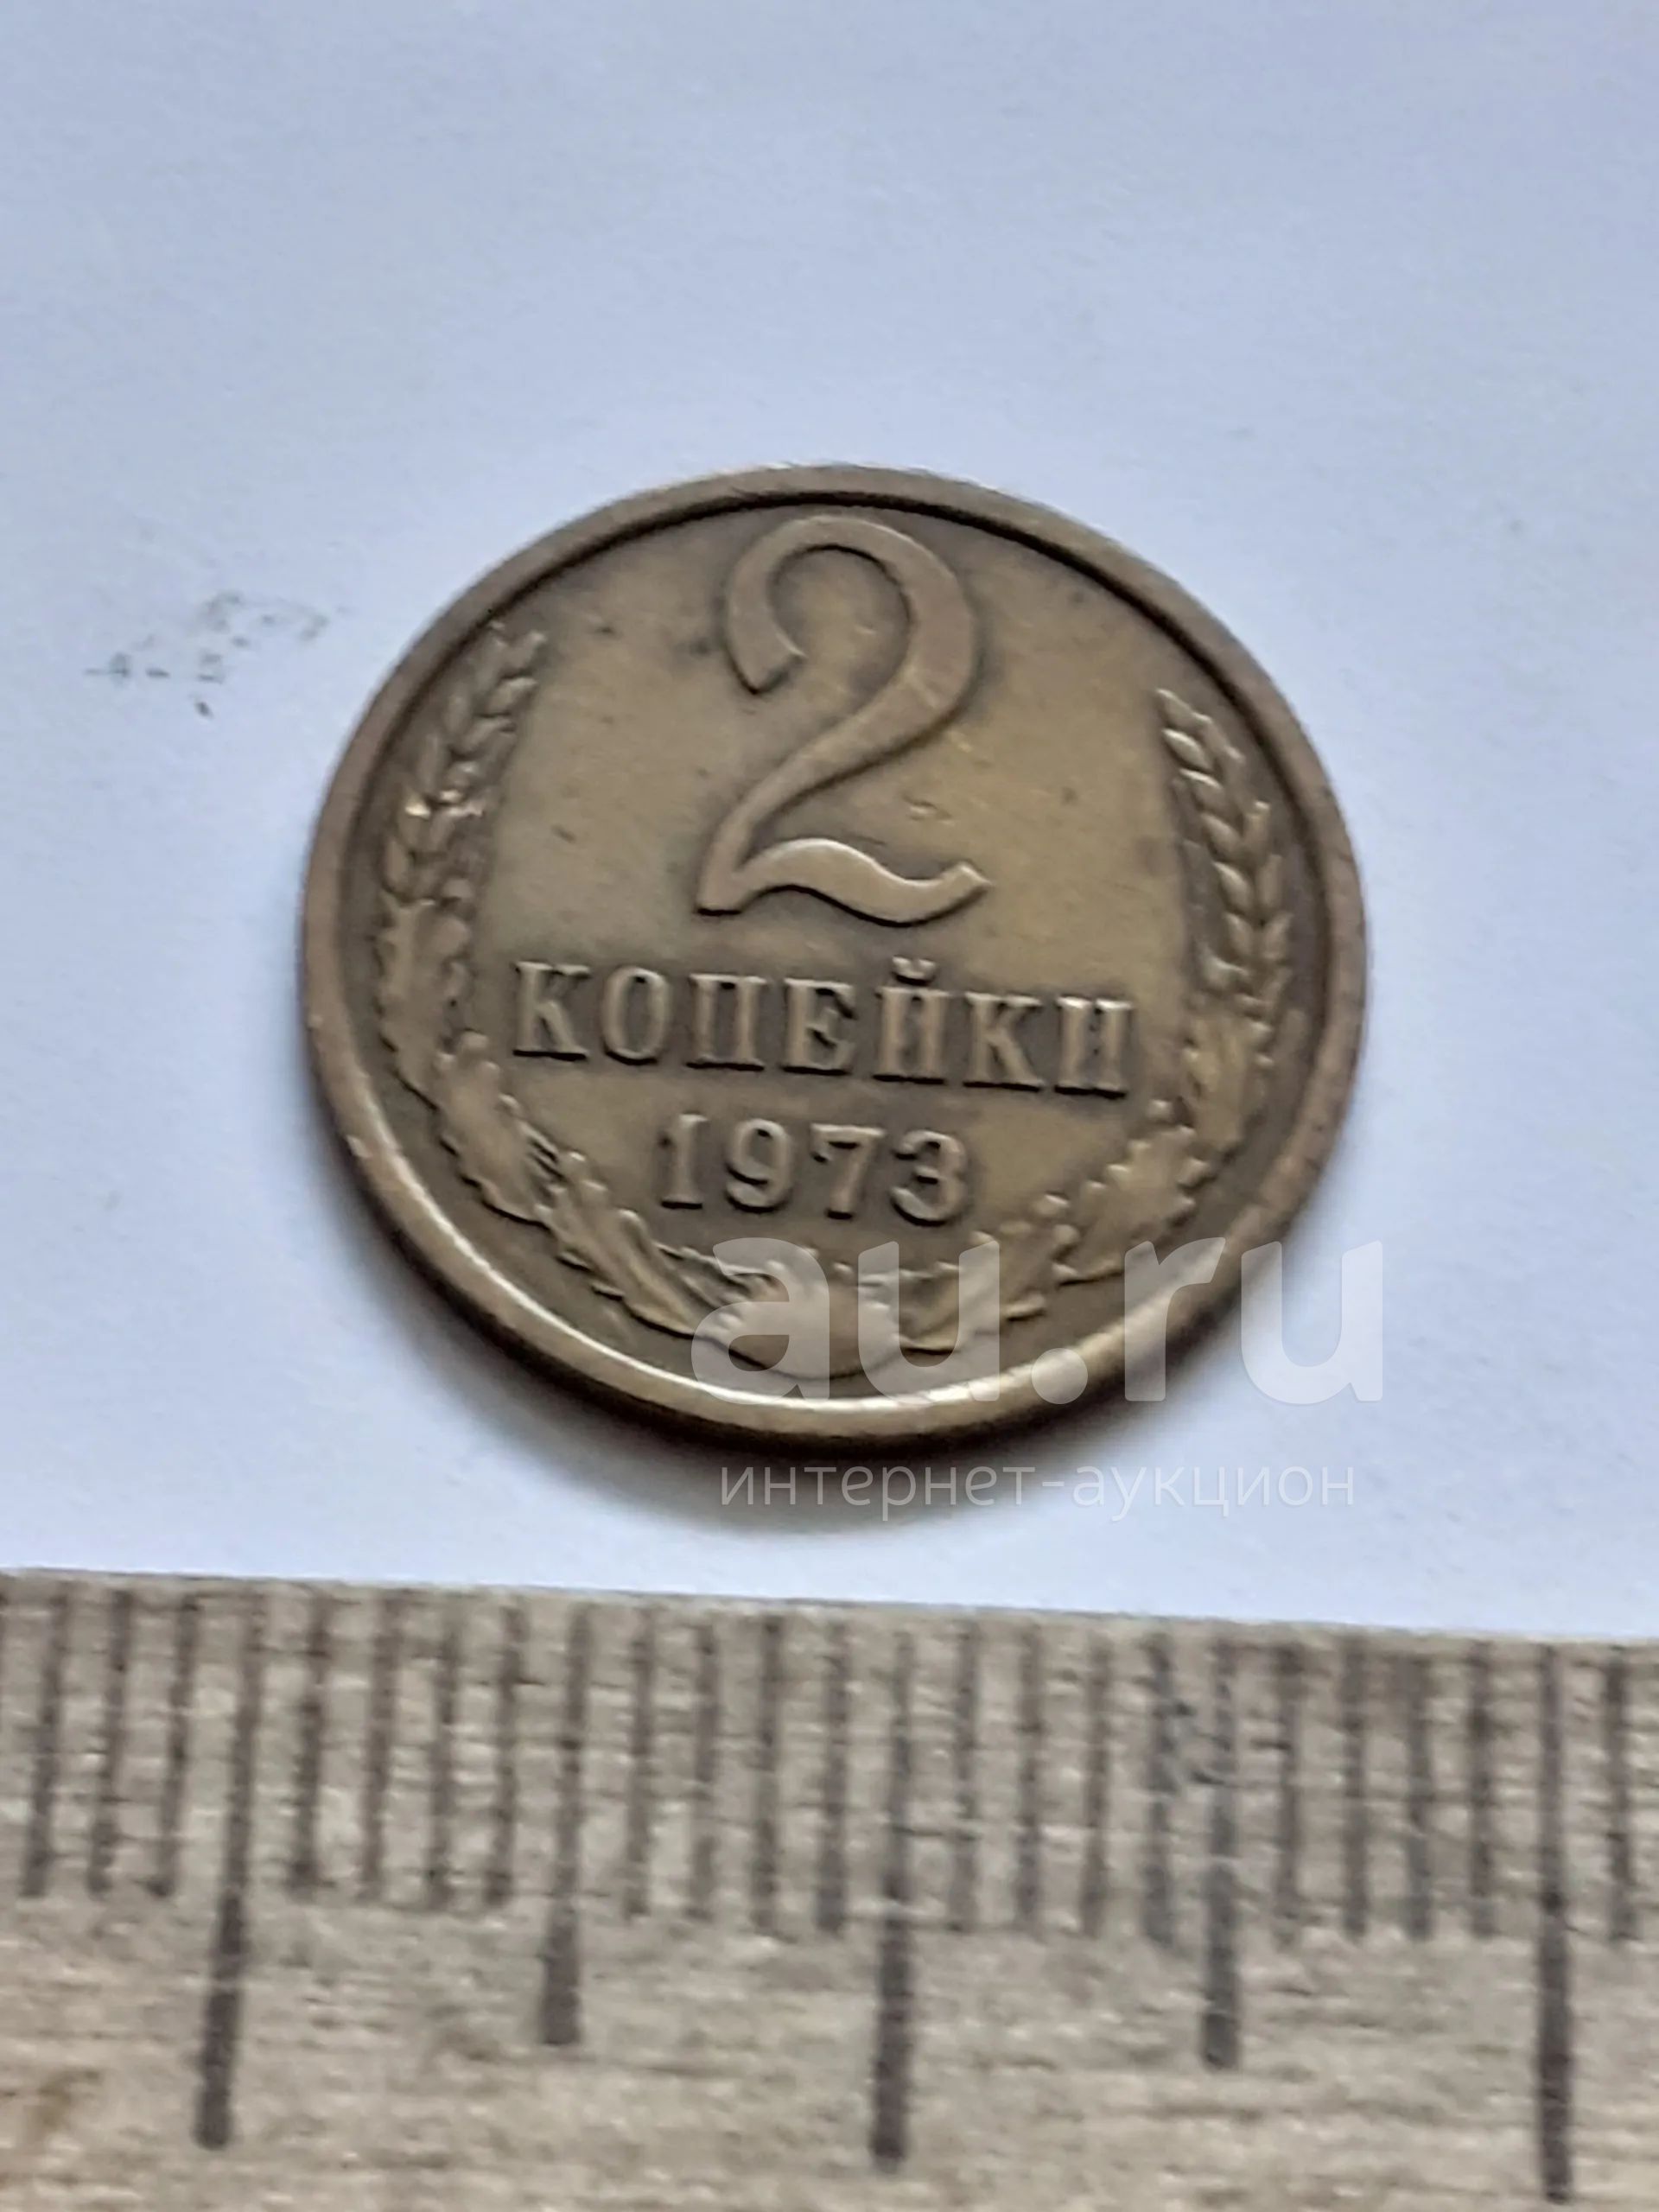 2
КОПЕЙКИ
1973
au.ru
интернет-аукцион